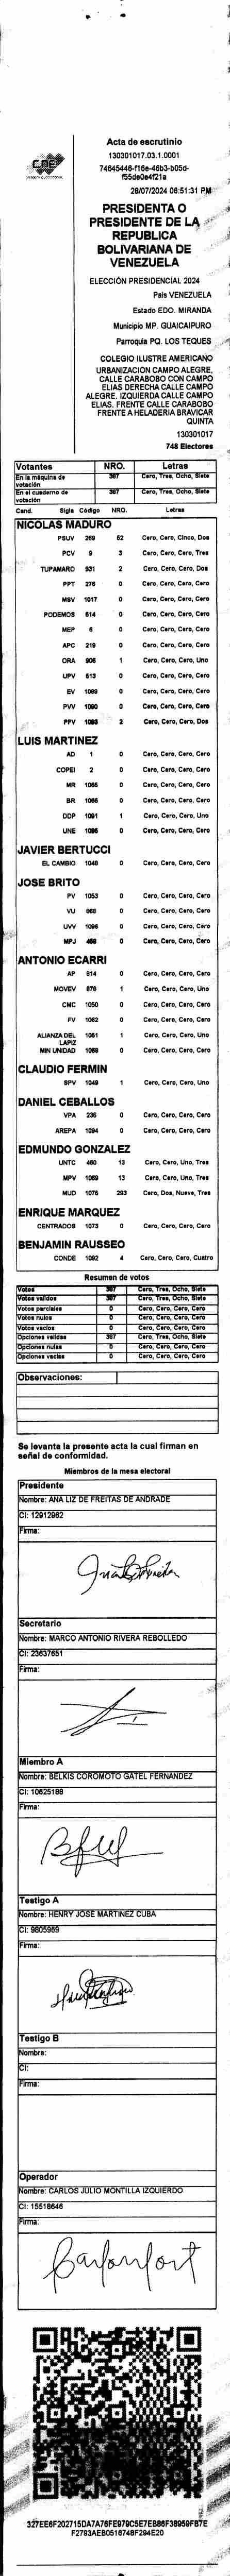 CNE
Acta de escrutinio
130301017.03.1.0001
28/07/2024 06:51:31 PM
PRESIDENTA O
PRESIDENTE DE LA
REPUBLICA
BOLIVARIANA DE
VENEZUELA
ELECCIÓN PRESIDENCIAL 2024
País VENEZUELA
Estado EDO. MIRANDA
Municipio MP. GUAICAIPURO
Parroquia PQ. LOS TEQUES
COLEGIO ILUSTRE AMERICANO
URBANIZACION CAMPO ALEGRE,
CALLE CARABOBO CON CAMPO
ELIAS DERECHA CALLE CAMPO
ALEGRE. IZQUIERDA CALLE CAMPO
ELIAS. FRENTE CALLE CARABOBO
FRENTE A HELADERIA BRAVICAR
QUINTA
130301017
748 Electores
Votantes NRO. Letras
En la máquina de votación 387 Cero, Tres, Ocho, Siete
En el cuaderno de votación 387 Cero, Tres, Ocho, Siete
Cand. Sigla Código NRO. Letras
NICOLAS MADURO
PSUV 269 52 Cero, Cero, Cinco, Dos
PCV 9 3 Cero, Cero, Cero, Tres
TUPAMARO 931 2 Cero, Cero, Cero, Dos
PPT 276 0 Cero, Cero, Cero, Cero
MSV 1017 0 Cero, Cero, Cero, Cero
PODEMOS 514 0 Cero, Cero, Cero, Cero
MEP 6 0 Cero, Cero, Cero, Cero
APC 219 0 Cero, Cero, Cero, Cero
ORA 906 1 Cero, Cero, Cero, Uno
UPV 513 0 Cero, Cero, Cero, Cero
EV 1089 0 Cero, Cero, Cero, Cero
PVV 1090 0 Cero, Cero, Cero, Cero
PFV 1088 2 Cero, Cero, Cero, Dos
LUIS MARTINEZ
AD 1 0 Cero, Cero, Cero, Cero
COPEI 2 0 Cero, Cero, Cero, Cero
MR 1065 0 Cero, Cero, Cero, Cero
BR 1066 0 Cero, Cero, Cero, Cero
DDP 1091 1 Cero, Cero, Cero, Uno
UNE 1095 0 Cero, Cero, Cero, Cero
JAVIER BERTUCCI
EL CAMBIO 1048 0 Cero, Cero, Cero, Cero
JOSE BRITO
PV 1053 0 Cero, Cero, Cero, Cero
VU 868 0 Cero, Cero, Cero, Cero
UVV 1096 0 Cero, Cero, Cero, Cero
MPJ 0 Cero, Cero, Cero, Cero
ANTONIO ECARRI
AP 814 0 Cero, Cero, Cero, Cero
MOVEV 870 1 Cero, Cero, Cero, Uno
CMC 1050 0 Cero, Cero, Cero, Cero
FV 1062 0 Cero, Cero, Cero, Cero
ALIANZA DEL LAPIZ 1061 1 Cero, Cero, Cero, Uno
MIN UNIDAD 1068 0 Cero, Cero, Cero, Cero
CLAUDIO FERMIN
SPV 1049 1 Cero, Cero, Cero, Uno
DANIEL CEBALLOS
VPA 236 0 Cero, Cero, Cero, Cero
AREPA 1094 0 Cero, Cero, Cero, Cero
EDMUNDO GONZALEZ
UNTC 13 Cero, Cero, Uno, Tres
MPV 1069 13 Cero, Cero, Uno, Tres
MUD 1075 293 Cero, Dos, Nueve, Tres
ENRIQUE MARQUEZ
CENTRADOS 1073 0 Cero, Cero, Cero, Cero
BENJAMIN RAUSSEO
CONDE 1092 4 Cero, Cero, Cero, Cuatro
Resumen de votos
Votos 387 Cero, Tres, Ocho, Siete
Votos validos 387 Cero, Tres, Ocho, Siete
Votos parciales 0 Cero, Cero, Cero, Cero
Votos nulos 0 Cero, Cero, Cero, Cero
Votos vacíos 0 Cero, Cero, Cero, Cero
Opciones validas 387 Cero, Tres, Ocho, Siete
Opciones nulas 0 Cero, Cero, Cero, Cero
Opciones vacías 0 Cero, Cero, Cero, Cero
Observaciones:
Se levanta la presente acta la cual firman en
señal de conformidad.
Miembros de la mesa electoral
Presidente
Nombre: ANA LIZ DE FREITAS DE ANDRADE
CI: 12912962
Firma:
Secretario
Nombre: MARCO ANTONIO RIVERA REBOLLEDO
CI: 23637651
Firma:
Miembro A
Nombre: BELKIS COROMOTO GATEL FERNANDEZ
CI: 10625188
Firma:
Testigo A
Nombre: HENRY JOSE MARTINEZ CUBA
CI: 9805989
Firma:
Testigo B
Nombre:
CI:
Firma:
Operador
Nombre: CARLOS JULIO MONTILLA IZQUIERDO
CI: 15518646
Firma: